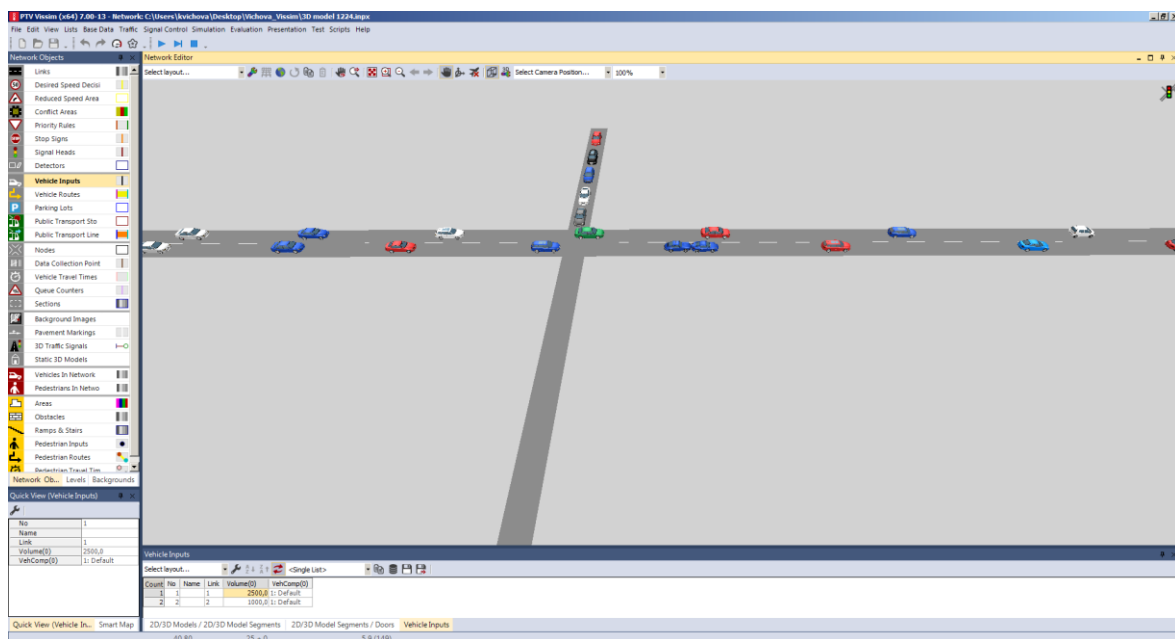 PTV Vissim (x64) 7.00-13 - Network: C:\Users\kvichova\Desktop\Vichova_Vissim\3D model 1224.inpx
File Edit View Lists Base Data Traffic Signal Control Simulation Evaluation Presentation Test Scripts Help
Network Objects
Network Editor
Select layout...
Select Camera Position...
100%
Links
Desired Speed Decisi
Reduced Speed Area
Conflict Areas
Priority Rules
Stop Signs
Signal Heads
Detectors
Vehicle Inputs
Vehicle Routes
Parking Lots
Public Transport Sto
Public Transport Line
Nodes
Data Collection Point
Vehicle Travel Times
Queue Counters
Sections
Background Images
Pavement Markings
3D Traffic Signals
Static 3D Models
Vehicles In Network
Pedestrians In Netwo
Areas
Obstacles
Ramps & Stairs
Pedestrian Inputs
Pedestrian Routes
Pedestrian Travel Tim
Network Ob... Levels Backgrounds
Quick View (Vehicle Inputs)
No 1
Name
Link 1
Volume(0) 2500,0
VehComp(0) 1: Default
Quick View (Vehicle In... Smart Map
Vehicle Inputs
Select layout...
<Single List>
Count No Name Link Volume(0) VehComp(0)
1 1 1 2500,0 1: Default
2 2 2 1000,0 1: Default
2D/3D Models / 2D/3D Model Segments 2D/3D Model Segments / Doors Vehicle Inputs